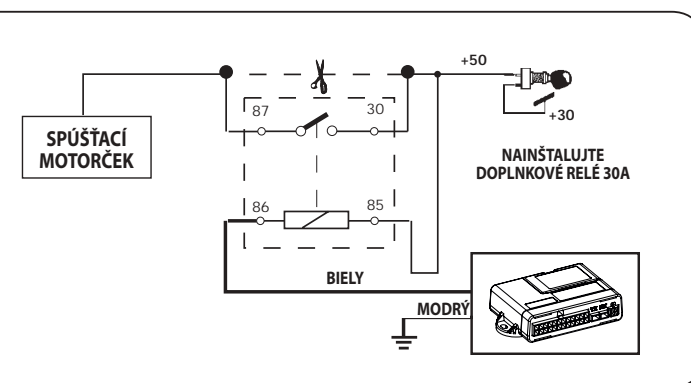 +50
87
30
+30
SPÚŠŤACÍ
MOTORČEK
NAINŠTALUJTE
DOPLNKOVÉ RELÉ 30A
86
85
BIELY
MODRÝ